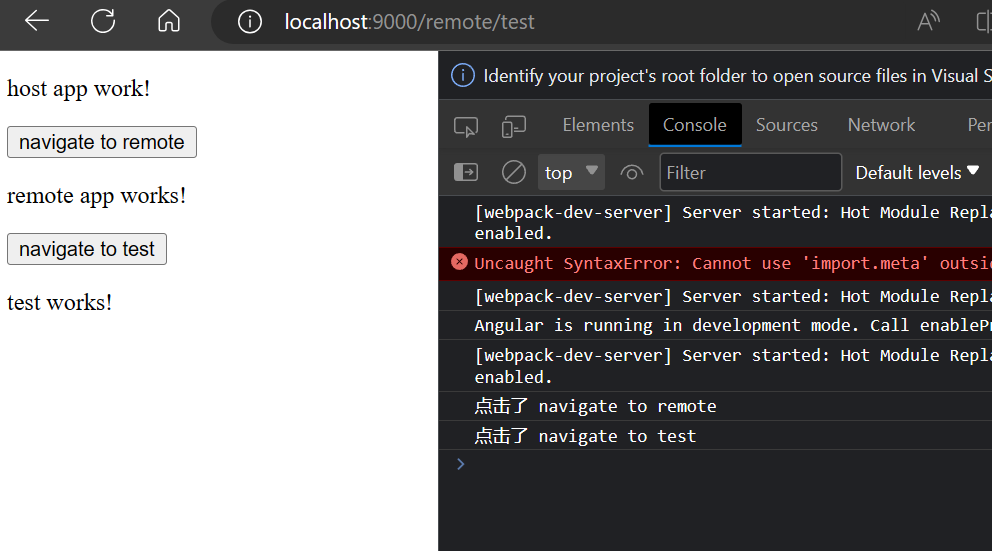 localhost:9000/remote/test
host app work!
navigate to remote
remote app works!
navigate to test
test works!
Identify your project's root folder to open source files in Visual S
Elements Console Sources Network Per
top Filter Default levels
[webpack-dev-server] Server started: Hot Module Repla
enabled.
Uncaught SyntaxError: Cannot use 'import.meta' outsid
[webpack-dev-server] Server started: Hot Module Repla
Angular is running in development mode. Call enablePr
[webpack-dev-server] Server started: Hot Module Repla
enabled.
点击了 navigate to remote
点击了 navigate to test